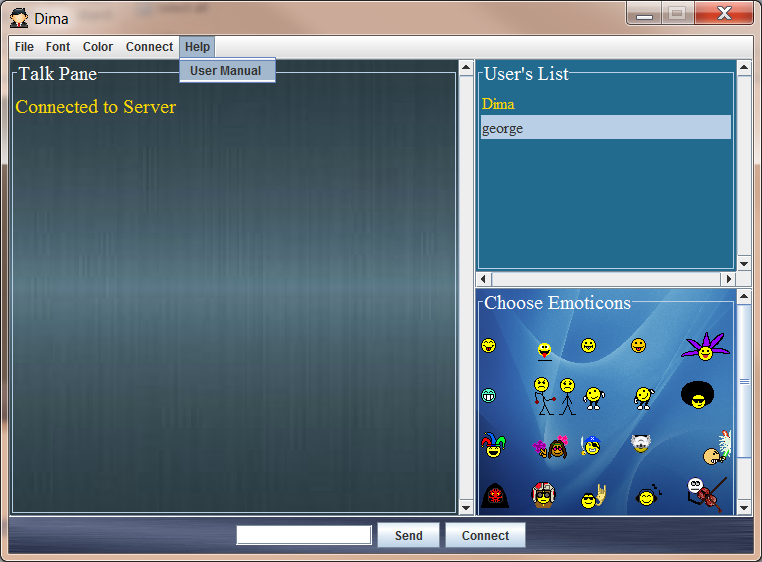 Dima
File Font Color Connect Help
User Manual
Talk Pane
Connected to Server
User's List
Dima
george
Choose Emoticons
Send
Connect